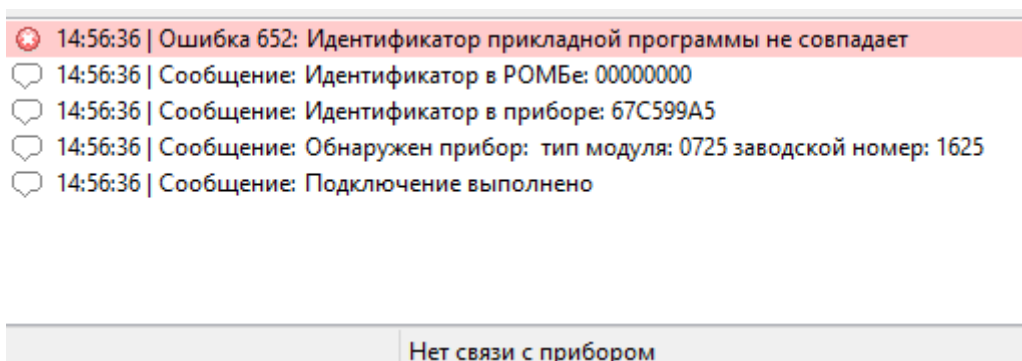 14:56:36 | Ошибка 652: Идентификатор прикладной программы не совпадает
14:56:36 | Сообщение: Идентификатор в РОМБе: 00000000
14:56:36 | Сообщение: Идентификатор в приборе: 67C599A5
14:56:36 | Сообщение: Обнаружен прибор:  тип модуля: 0725 заводской номер: 1625
14:56:36 | Сообщение: Подключение выполнено
Нет связи с прибором